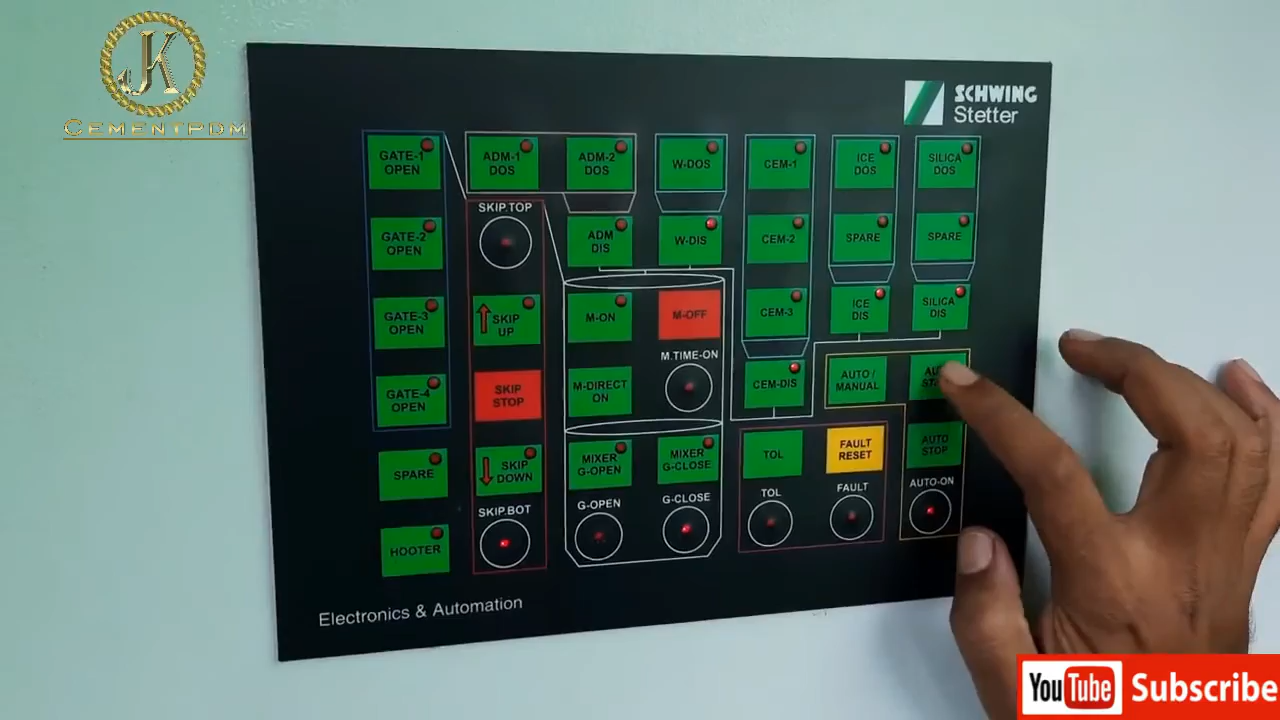 JK
CEMENTPDM
SCHWING
Stetter
GATE-1
OPEN
ADM-1
DOS
ADM-2
DOS
W-DOS
CEM-1
ICE
DOS
SILICA
DOS
SKIP.TOP
GATE-2
OPEN
ADM
DIS
W-DIS
CEM-2
SPARE
SPARE
GATE-3
OPEN
SKIP
UP
M-ON
M-OFF
CEM-3
ICE
DIS
SILICA
DIS
M.TIME-ON
GATE-4
OPEN
SKIP
STOP
M-DIRECT
ON
CEM-DIS
AUTO /
MANUAL
SPARE
SKIP
DOWN
MIXER
G-OPEN
MIXER
G-CLOSE
TOL
FAULT
RESET
AUTO
STOP
SKIP.BOT
G-OPEN
G-CLOSE
TOL
FAULT
AUTO-ON
HOOTER
Electronics & Automation
YouTube Subscribe